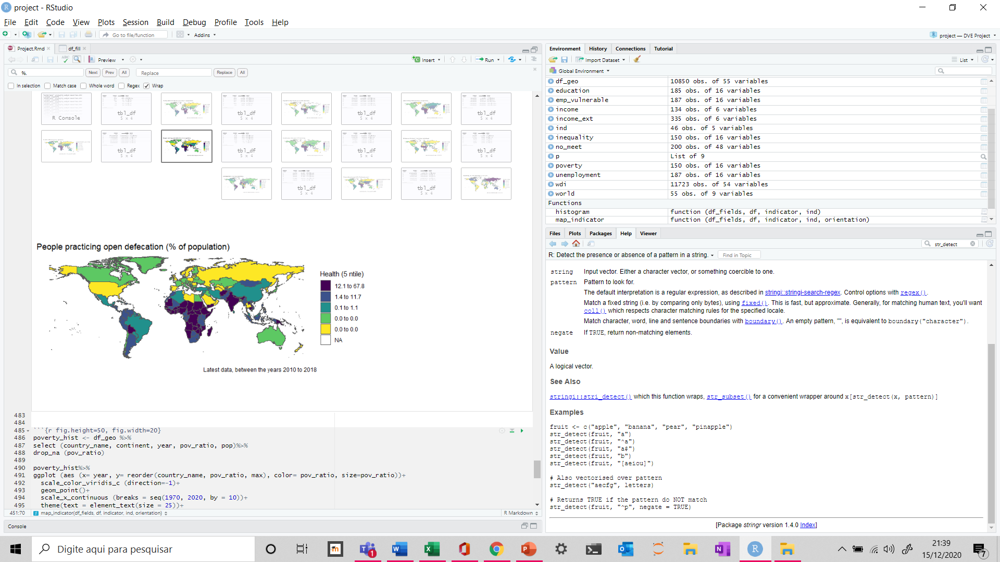 project - RStudio
File Edit Code View Plots Session Build Debug Profile Tools Help
Go to file/function Addins
project — DVE Project
Project.Rmd df_fill
ABC Preview Insert Run
%. Next Prev All Replace Replace All
In selection Match case Whole word Regex Wrap
R Console
tbl_df
5 x 4
tbl_df
5 x 4
tbl_df
5 x 4
tbl_df
5 x 4
tbl_df
5 x 4
tbl_df
5 x 4
tbl_df
5 x 4
tbl_df
5 x 4
tbl_df
5 x 4
tbl_df
5 x 4
People practicing open defecation (% of population)
Health (5 ntile)
12.1 to 67.8
1.4 to 11.7
0.1 to 1.1
0.0 to 0.0
0.0 to 0.0
NA
Latest data, between the years 2010 to 2018
483
484
485 ```{r fig.height=50, fig.width=20}
486 poverty_hist <- df_geo %>%
487 select (country_name, continent, year, pov_ratio, pop)%>%
488 drop_na (pov_ratio)
489
490 poverty_hist%>%
491 ggplot (aes (x= year, y= reorder(country_name, pov_ratio, max), color= pov_ratio, size=pov_ratio))+
492 scale_color_viridis_c (direction=-1)+
493 geom_point()+
494 scale_x_continuous (breaks = seq(1970, 2020, by = 10))+
495 theme(text = element_text(size = 25))+
451:70 map_indicator(df_fields, df, indicator, ind, orientation) R Markdown
Console
Environment History Connections Tutorial
Import Dataset List
Global Environment
df_geo 10850 obs. of 55 variables
education 185 obs. of 16 variables
emp_vulnerable 187 obs. of 16 variables
income 134 obs. of 6 variables
income_ext 335 obs. of 6 variables
ind 46 obs. of 5 variables
inequality 150 obs. of 16 variables
no_meet 200 obs. of 48 variables
p List of 9
poverty 150 obs. of 16 variables
unemployment 187 obs. of 16 variables
wdi 11723 obs. of 54 variables
world 55 obs. of 9 variables
Functions
histogram function (df_fields, df, indicator, ind)
map_indicator function (df_fields, df, indicator, ind, orientation)
Files Plots Packages Help Viewer
str_detect
R: Detect the presence or absence of a pattern in a string. Find in Topic
string Input vector. Either a character vector, or something coercible to one.
pattern Pattern to look for.
The default interpretation is a regular expression, as described in stringi::stringi-search-regex. Control options with regex().
Match a fixed string (i.e. by comparing only bytes), using fixed(). This is fast, but approximate. Generally, for matching human text, you'll want
coll() which respects character matching rules for the specified locale.
Match character, word, line and sentence boundaries with boundary(). An empty pattern, "", is equivalent to boundary("character").
negate If TRUE, return non-matching elements.
Value
A logical vector.
See Also
stringi::stri_detect() which this function wraps, str_subset() for a convenient wrapper around x[str_detect(x, pattern)]
Examples
fruit <- c("apple", "banana", "pear", "pinapple")
str_detect(fruit, "a")
str_detect(fruit, "^a")
str_detect(fruit, "a$")
str_detect(fruit, "b")
str_detect(fruit, "[aeiou]")
# Also vectorised over pattern
str_detect("aecfg", letters)
# Returns TRUE if the pattern do NOT match
str_detect(fruit, "^p", negate = TRUE)
[Package stringr version 1.4.0 Index]
Digite aqui para pesquisar
21:39
15/12/2020
7